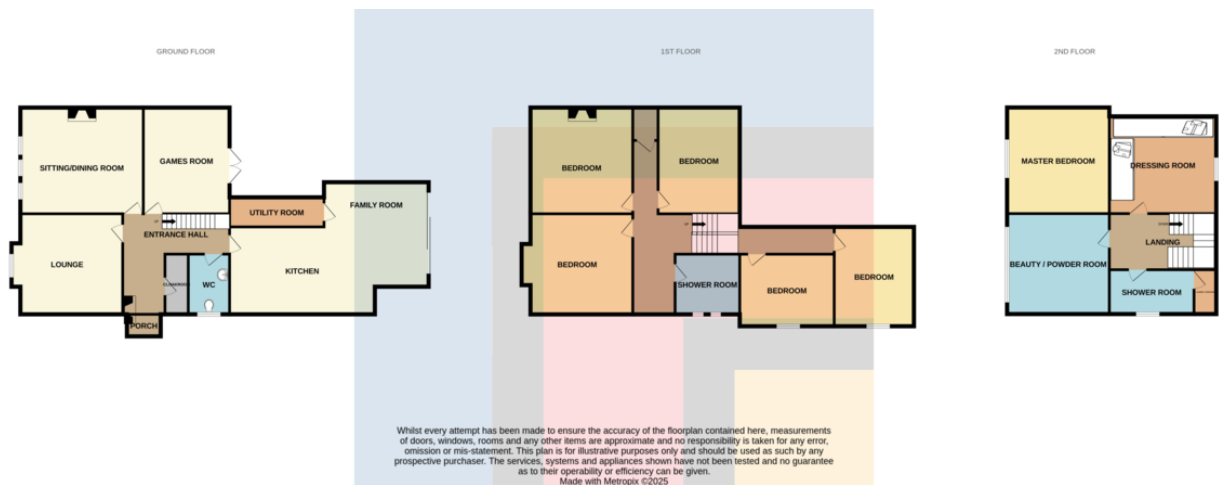 GROUND FLOOR
1ST FLOOR
2ND FLOOR
SITTING/DINING ROOM
GAMES ROOM
UTILITY ROOM
FAMILY ROOM
UP
ENTRANCE HALL
LOUNGE
KITCHEN
WC
PORCH
BEDROOM
BEDROOM
BEDROOM
SHOWER ROOM
BEDROOM
BEDROOM
MASTER BEDROOM
DRESSING ROOM
LANDING
BEAUTY / POWDER ROOM
SHOWER ROOM
Whilst every attempt has been made to ensure the accuracy of the floorplan contained here, measurements
of doors, windows, rooms and any other items are approximate and no responsibility is taken for any error,
omission or mis-statement. This plan is for illustrative purposes only and should be used as such by any
prospective purchaser. The services, systems and appliances shown have not been tested and no guarantee
as to their operability or efficiency can be given.
Made with Metropix ©2025